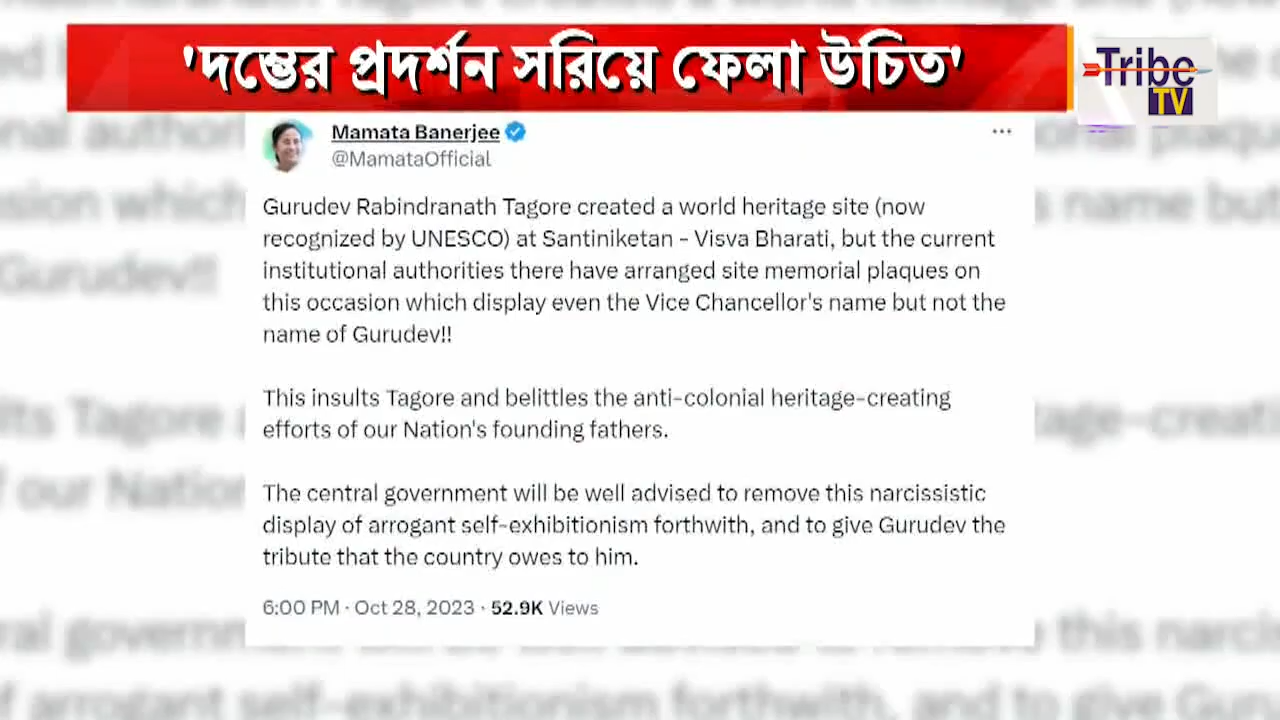 'দম্ভের প্রদর্শন সরিয়ে ফেলা উচিত'
Tribe
TV
Mamata Banerjee
@MamataOfficial
Gurudev Rabindranath Tagore created a world heritage site (now
recognized by UNESCO) at Santiniketan - Visva Bharati, but the current
institutional authorities there have arranged site memorial plaques on
this occasion which display even the Vice Chancellor's name but not the
name of Gurudev!!
This insults Tagore and belittles the anti-colonial heritage-creating
efforts of our Nation's founding fathers.
The central government will be well advised to remove this narcissistic
display of arrogant self-exhibitionism forthwith, and to give Gurudev the
tribute that the country owes to him.
6:00 PM · Oct 28, 2023 · 52.9K Views